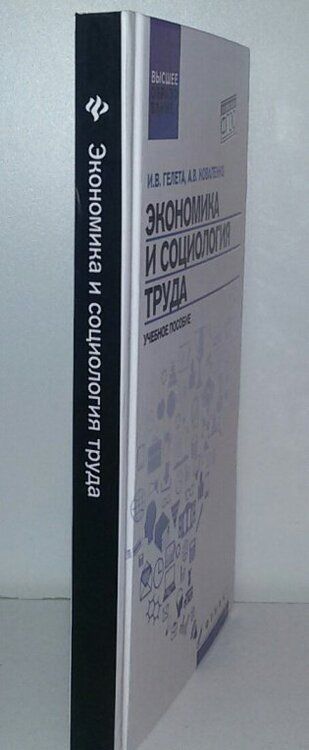 Экономика и социология труда
ВЫСШЕЕ
И.В. ГЕЛЕТА, А.В. КОВАЛЕНКО
ЭКОНОМИКА
И СОЦИОЛОГИЯ
ТРУДА
УЧЕБНОЕ ПОСОБИЕ